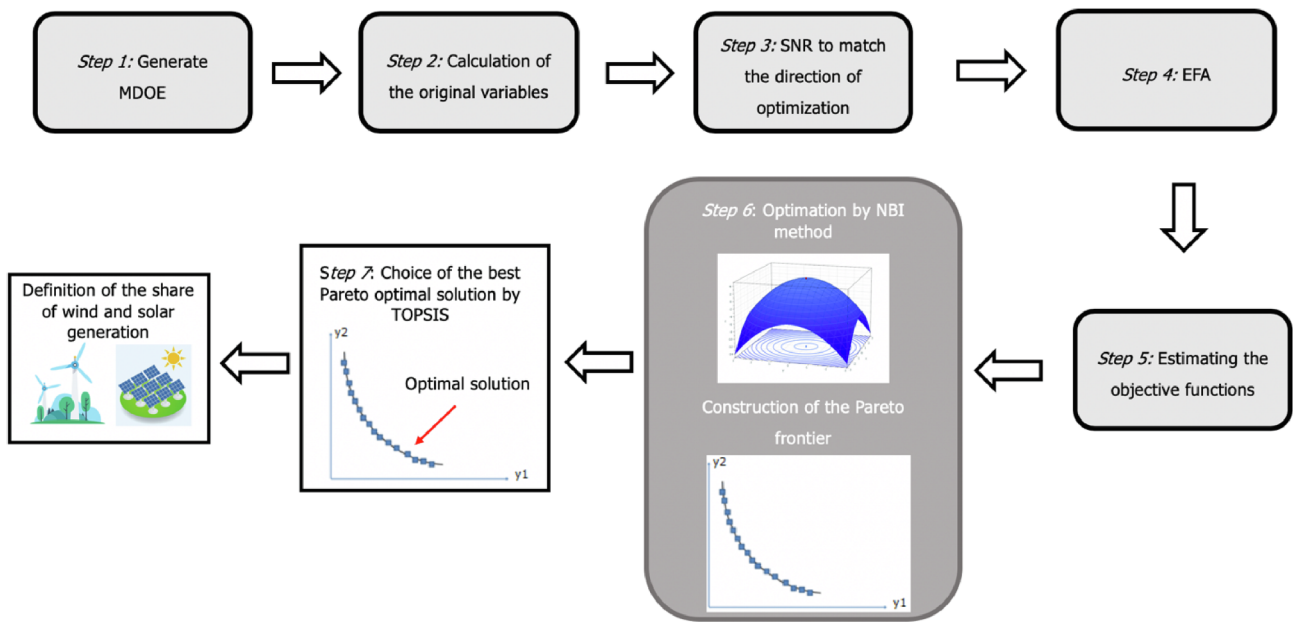 Step 1: Generate
MDOE
Step 2: Calculation of
the original variables
Step 3: SNR to match
the direction of
optimization
Step 4: EFA
Step 5: Estimating the
objective functions
Step 6: Optimation by NBI
method
Construction of the Pareto
frontier
y2
y1
Step 7: Choice of the best
Pareto optimal solution by
TOPSIS
y2
Optimal solution
y1
Definition of the share
of wind and solar
generation